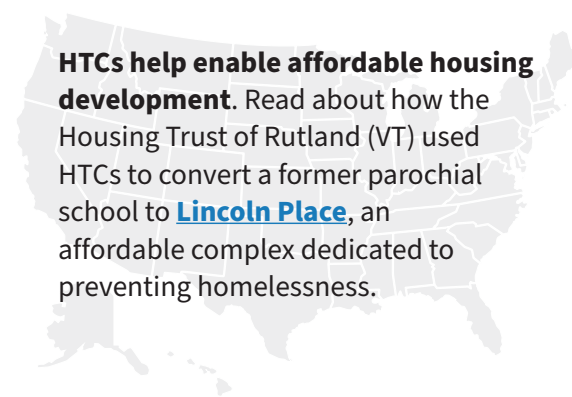 HTCs help enable affordable housing
development. Read about how the
Housing Trust of Rutland (VT) used
HTCs to convert a former parochial
school to Lincoln Place, an
affordable complex dedicated to
preventing homelessness.